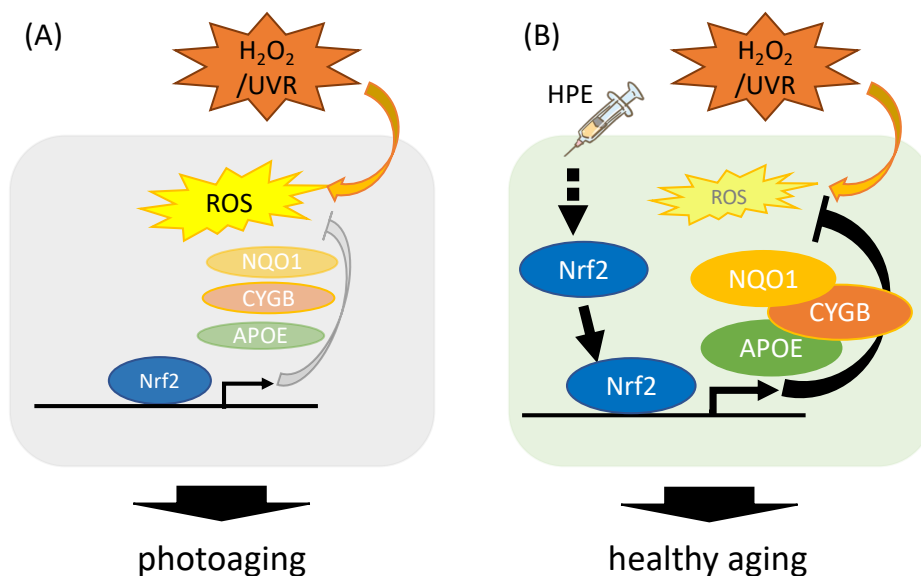 (A)
H₂O₂
/UVR
ROS
NQO1
CYGB
APOE
Nrf2
photoaging
(B)
H₂O₂
/UVR
HPE
ROS
Nrf2
NQO1
CYGB
APOE
Nrf2
healthy aging